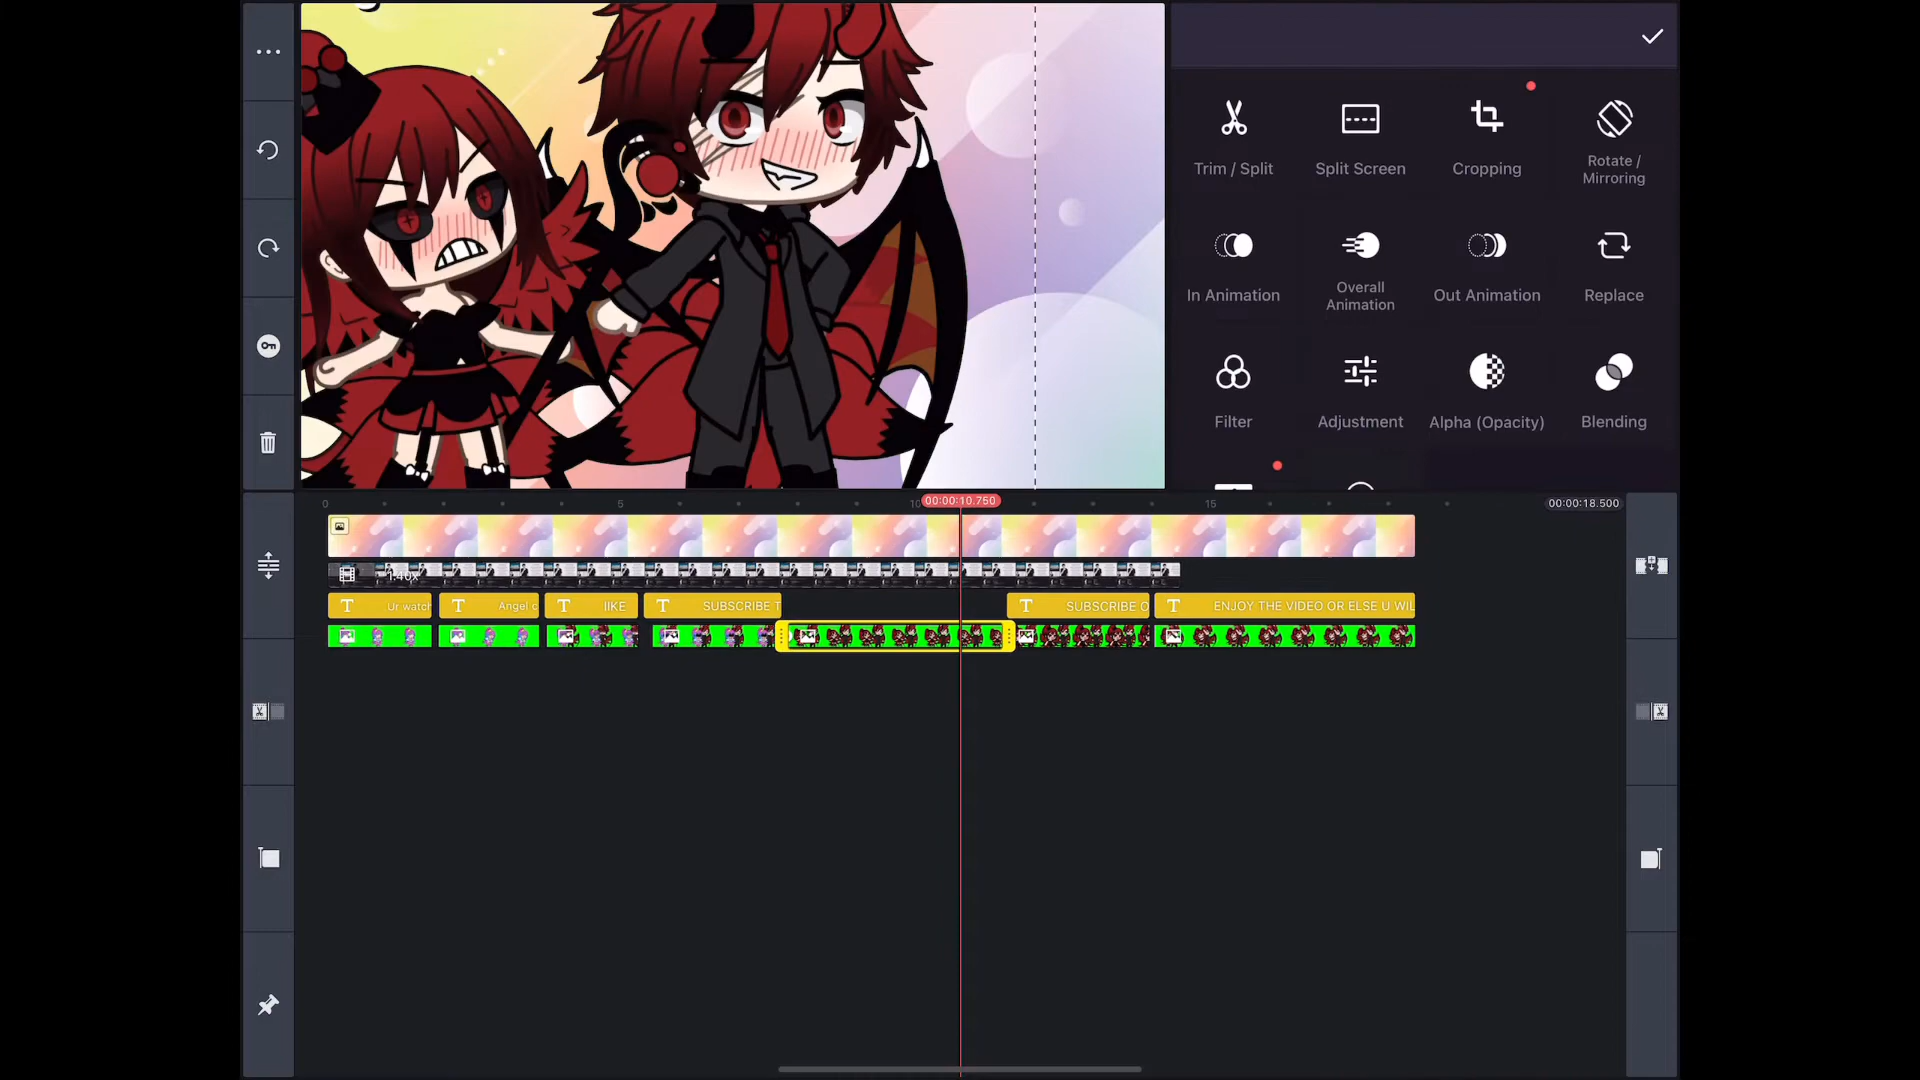 Trim / Split
Split Screen
Cropping
Rotate /
Mirroring
In Animation
Overall
Animation
Out Animation
Replace
Filter
Adjustment
Alpha (Opacity)
Blending
0
5
10
00:00:10.750
15
00:00:18.500
1.40x
T Ur watch
T Angel c
T lIKE
T SUBSCRIBE T
T SUBSCRIBE O
T ENJOY THE VIDEO OR ELSE U WIL